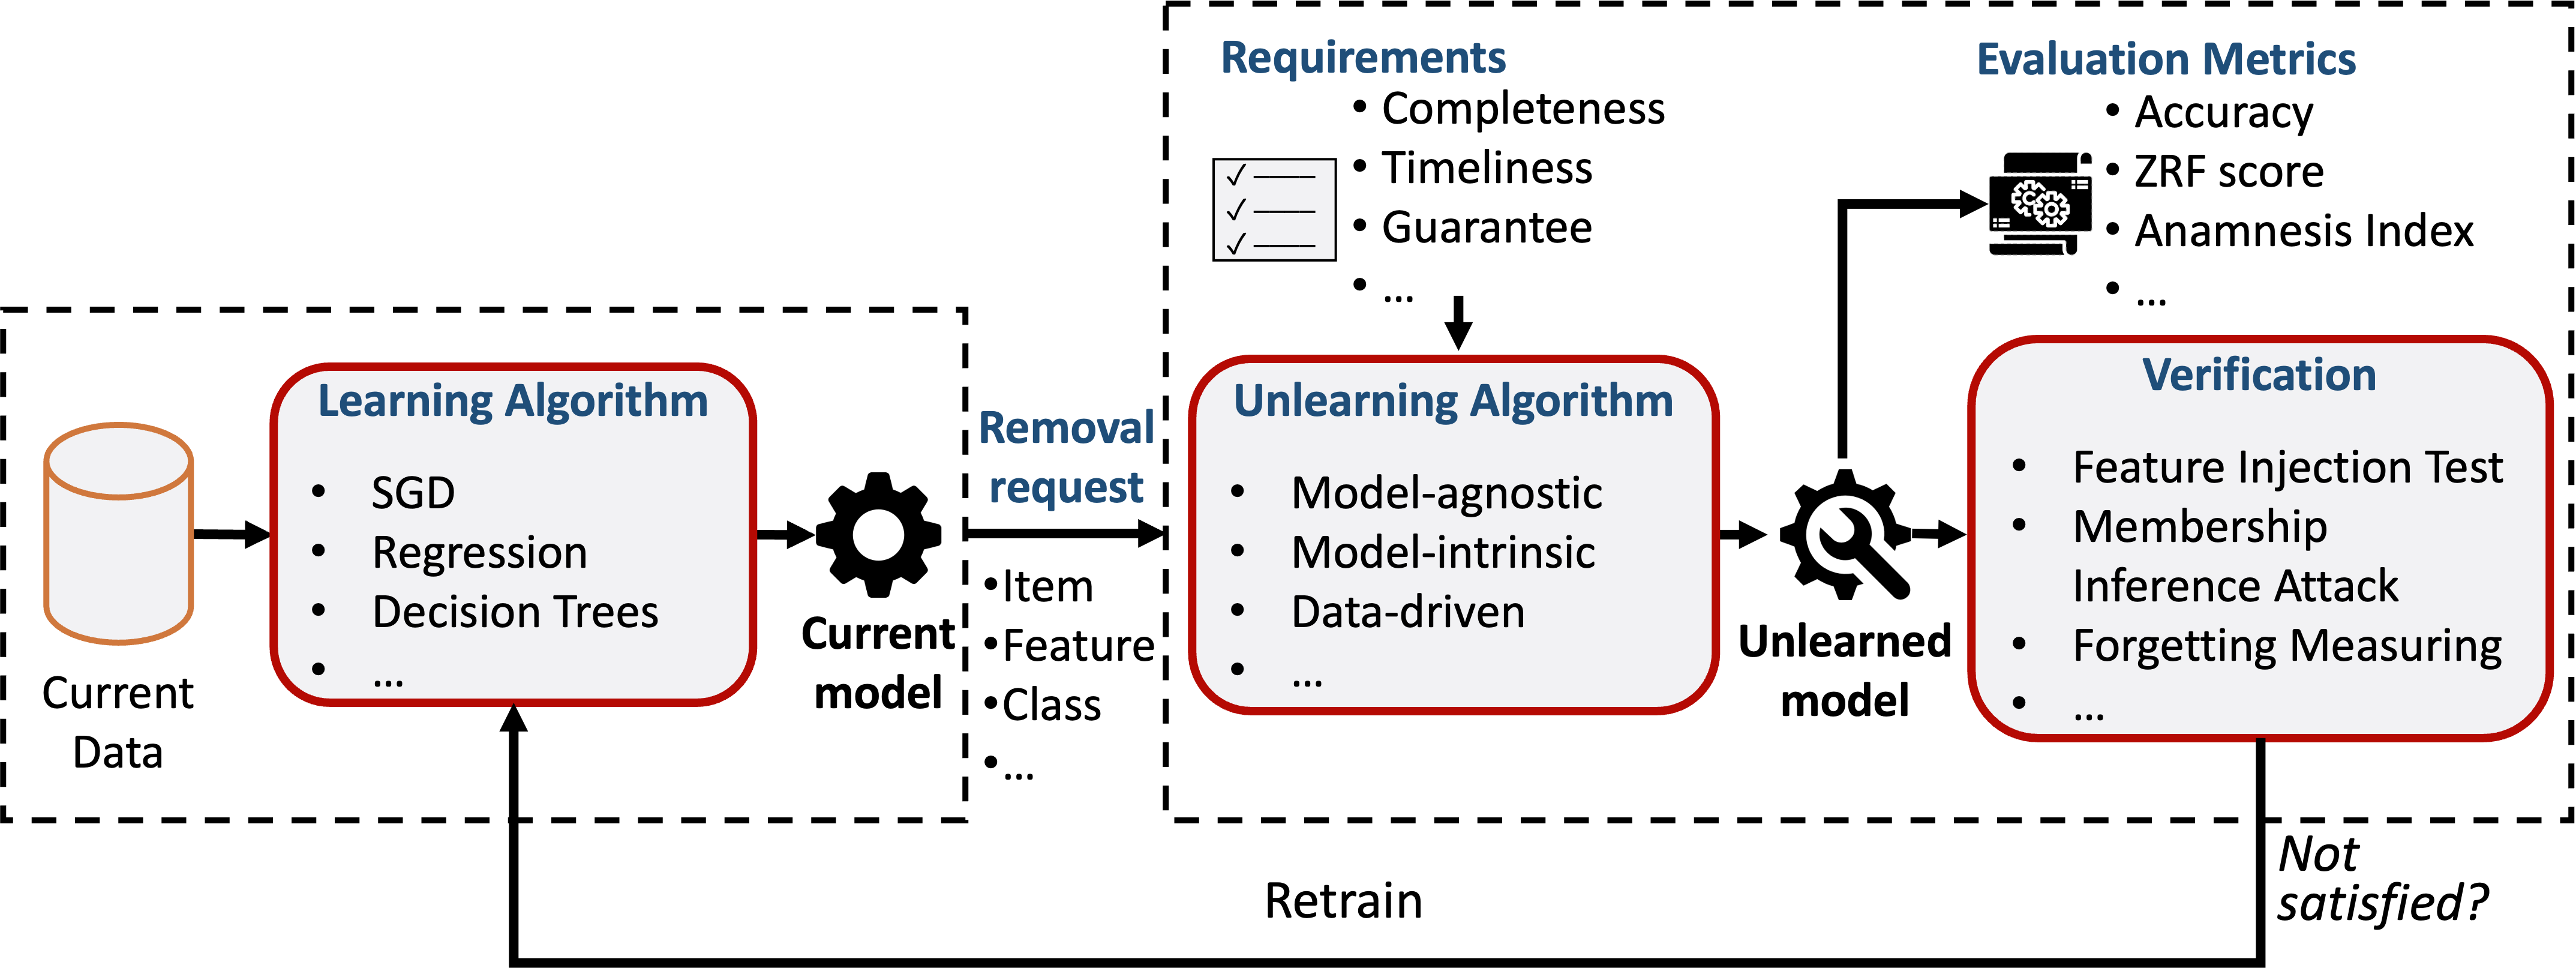 Requirements
• Completeness
• Timeliness
• Guarantee
• ...
Evaluation Metrics
• Accuracy
• ZRF score
• Anamnesis Index
• ...
Current
Data
Learning Algorithm
• SGD
• Regression
• Decision Trees
• ...
Current
model
Removal
request
•Item
•Feature
•Class
•...
Unlearning Algorithm
• Model-agnostic
• Model-intrinsic
• Data-driven
• ...
Unlearned
model
Verification
• Feature Injection Test
• Membership
Inference Attack
• Forgetting Measuring
• ...
Not
satisfied?
Retrain